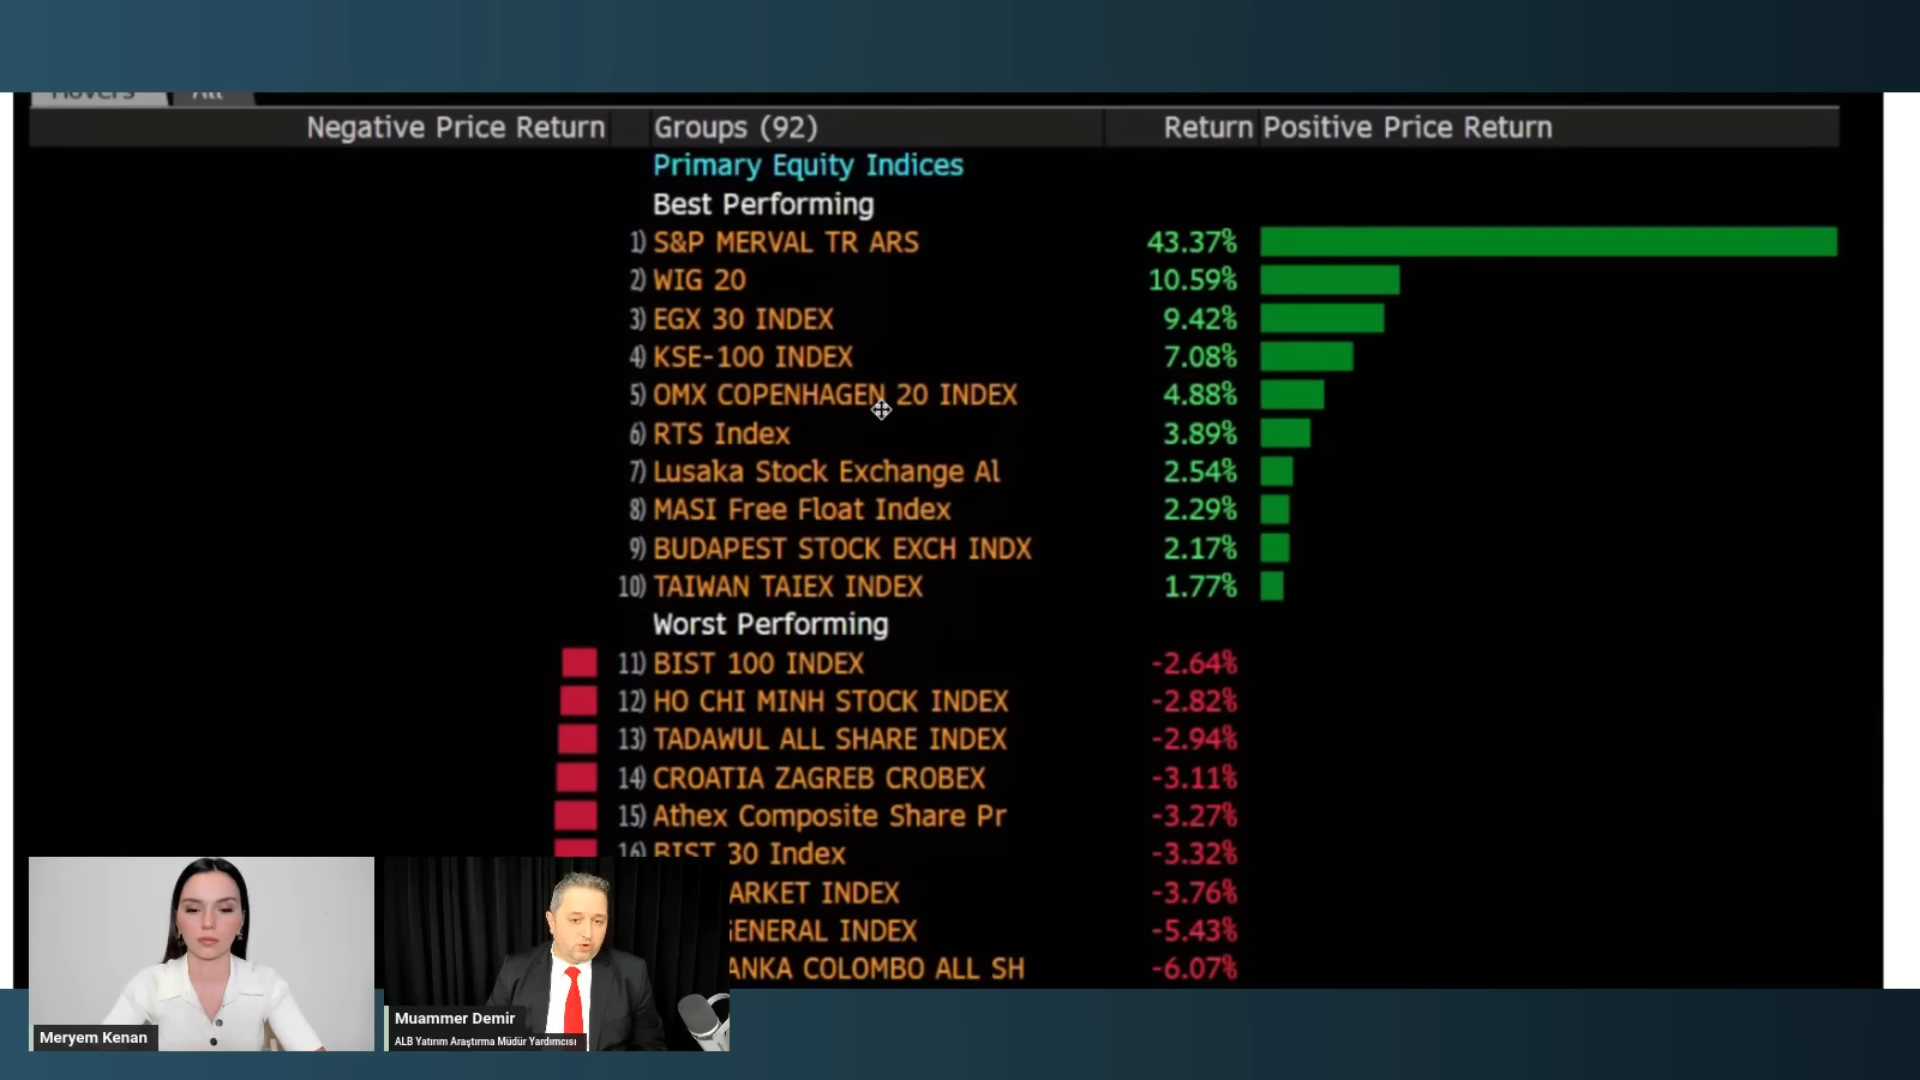 Movers All
Negative Price Return Groups (92) Return Positive Price Return
Primary Equity Indices
Best Performing
1) S&P MERVAL TR ARS 43.37%
2) WIG 20 10.59%
3) EGX 30 INDEX 9.42%
4) KSE-100 INDEX 7.08%
5) OMX COPENHAGEN 20 INDEX 4.88%
6) RTS Index 3.89%
7) Lusaka Stock Exchange Al 2.54%
8) MASI Free Float Index 2.29%
9) BUDAPEST STOCK EXCH INDX 2.17%
10) TAIWAN TAIEX INDEX 1.77%
Worst Performing
11) BIST 100 INDEX -2.64%
12) HO CHI MINH STOCK INDEX -2.82%
13) TADAWUL ALL SHARE INDEX -2.94%
14) CROATIA ZAGREB CROBEX -3.11%
15) Athex Composite Share Pr -3.27%
16) BIST 30 Index -3.32%
ARKET INDEX -3.76%
ENERAL INDEX -5.43%
ANKA COLOMBO ALL SH -6.07%
Meryem Kenan
Muammer Demir
ALB Yatırım Araştırma Müdür Yardımcısı